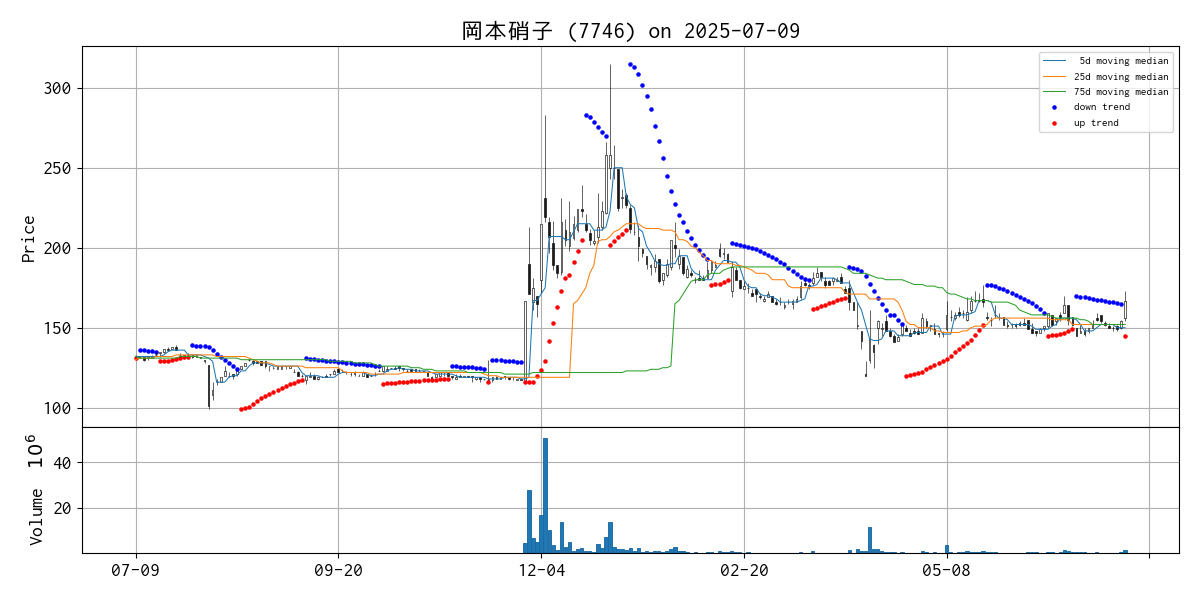 岡本硝子 (7746) on 2025-07-09
5d moving median
25d moving median
75d moving median
down trend
up trend
Price
300
250
200
150
100
Volume 10^6
40
20
07-09
09-20
12-04
02-20
05-08